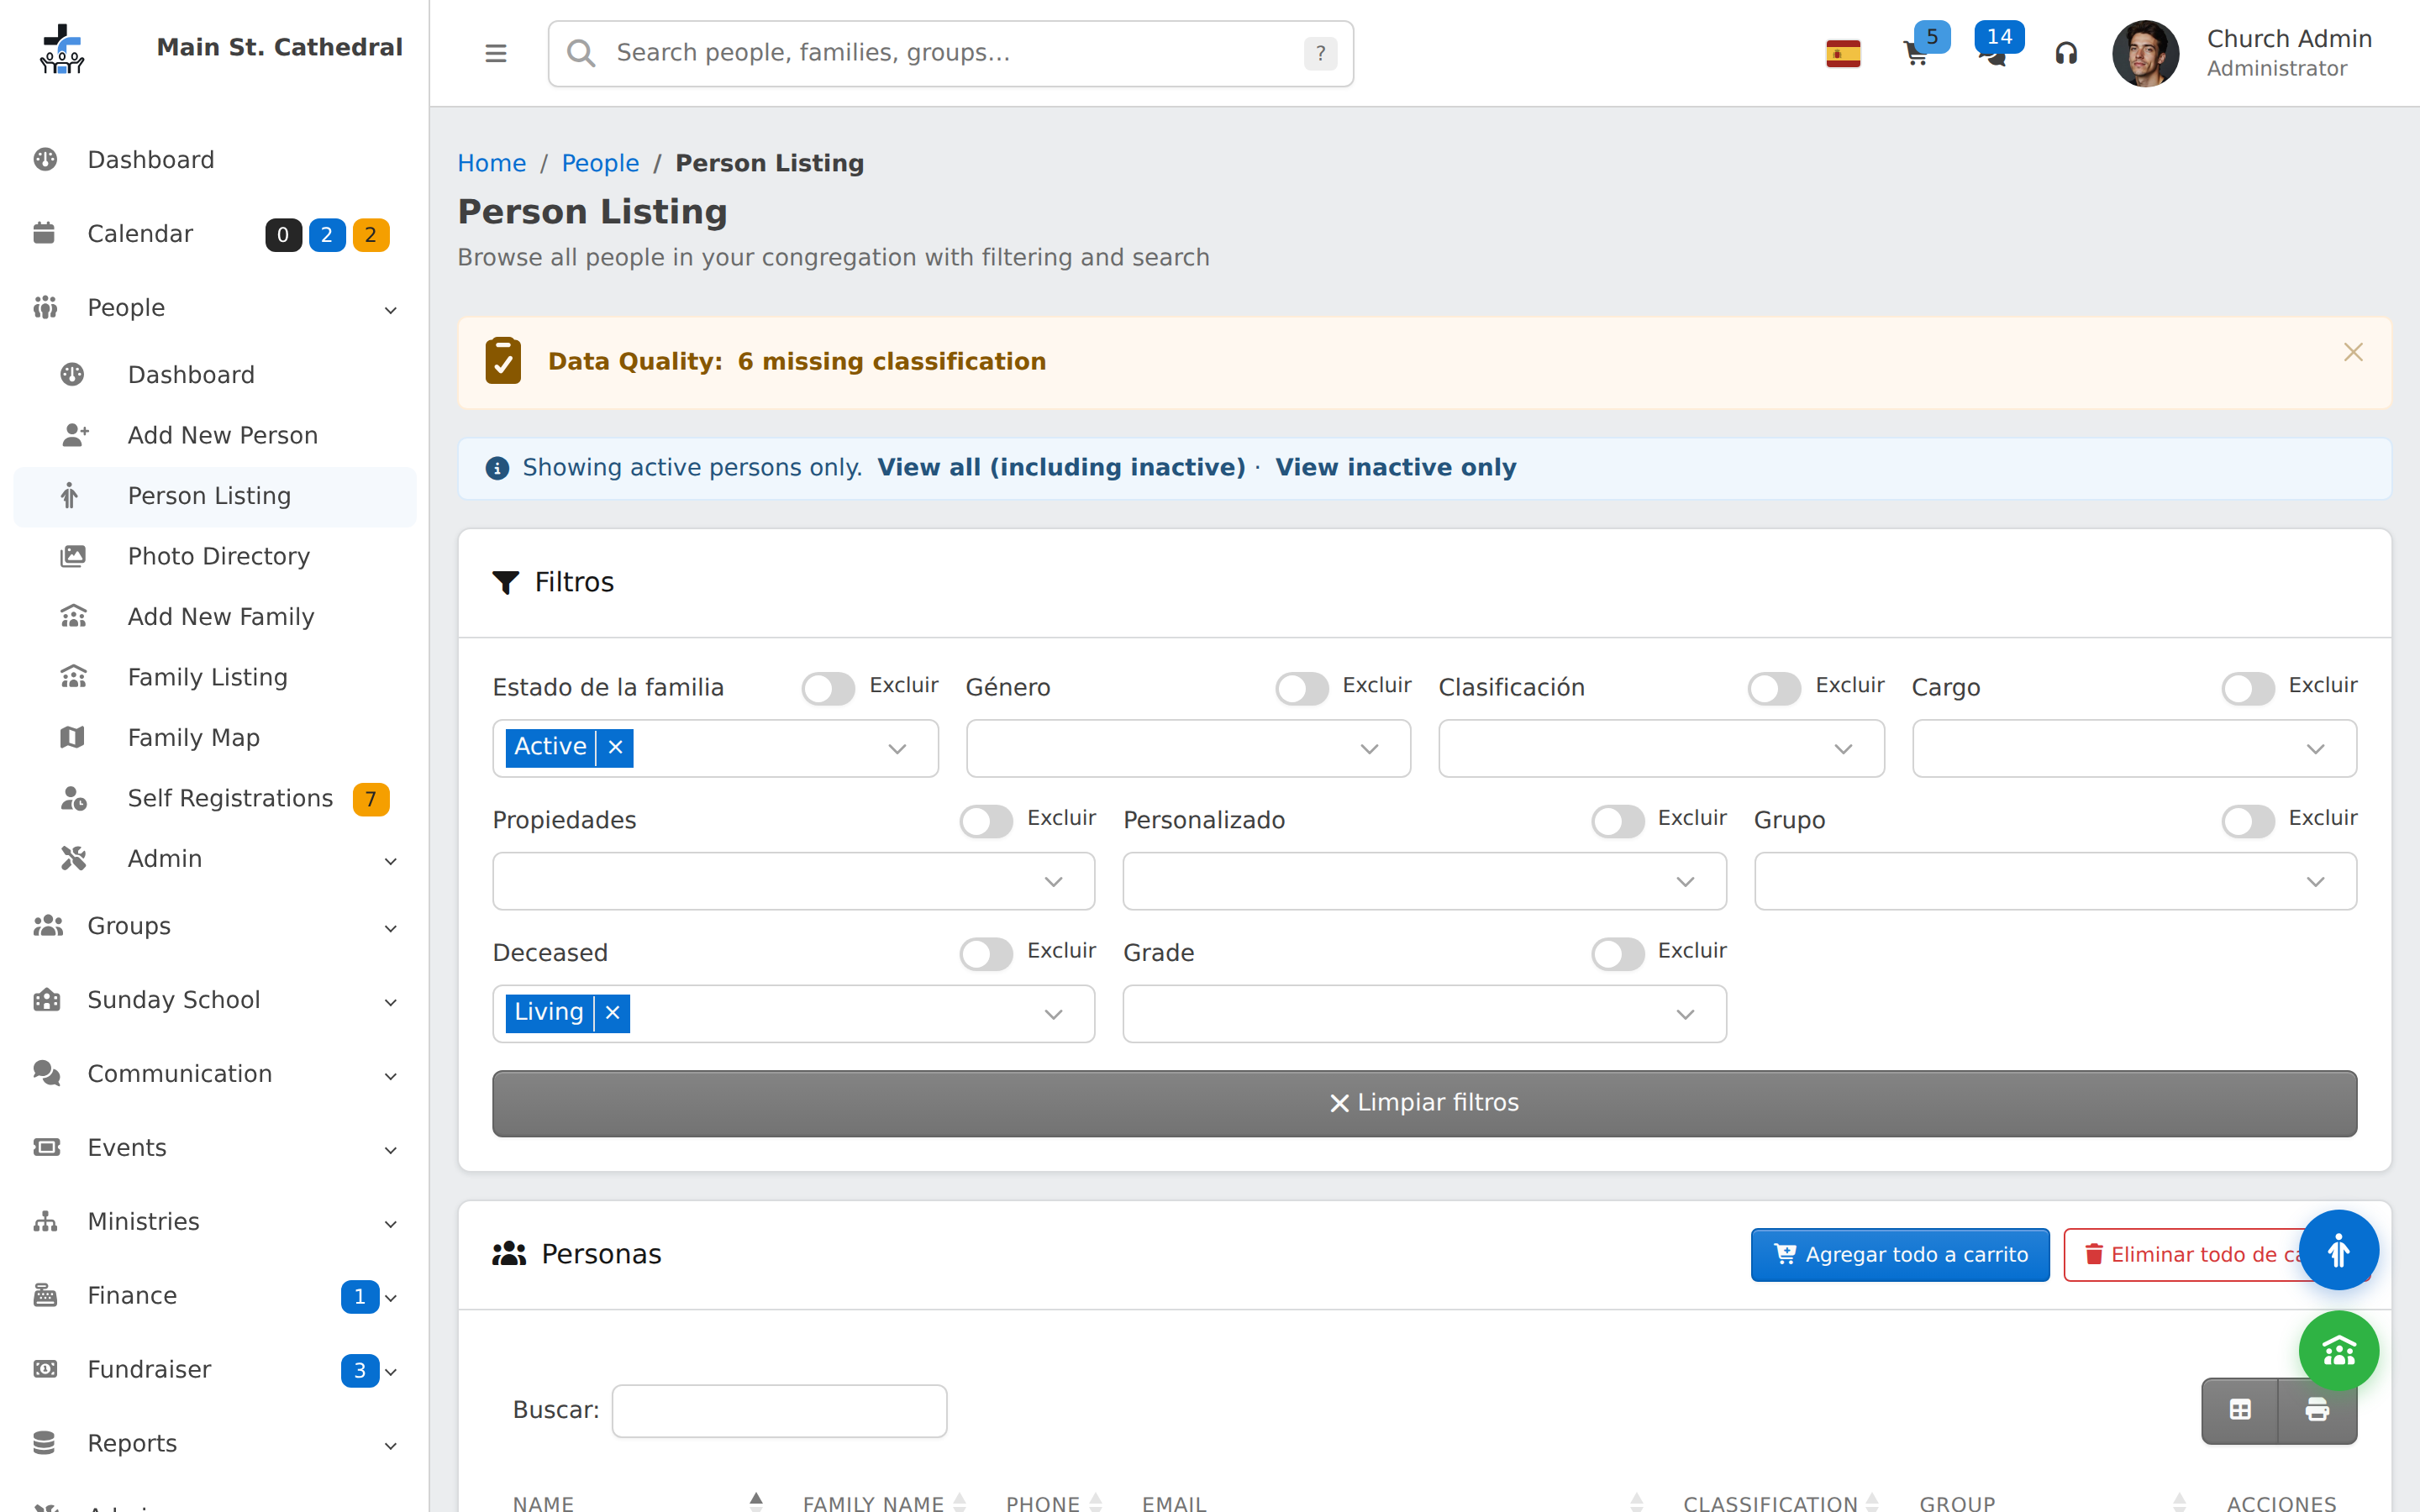 Main St. Cathedral
Search people, families, groups...
?
5
14
Church Admin
Administrator
Dashboard
Calendar
0
2
2
People
Dashboard
Add New Person
Person Listing
Photo Directory
Add New Family
Family Listing
Family Map
Self Registrations
7
Admin
Groups
Sunday School
Communication
Events
Ministries
Finance
1
Fundraiser
3
Reports
Home / People / Person Listing
Person Listing
Browse all people in your congregation with filtering and search
Data Quality: 6 missing classification
Showing active persons only. View all (including inactive) · View inactive only
Filtros
Estado de la familia
Excluir
Género
Excluir
Clasificación
Excluir
Cargo
Excluir
Active ×
Propiedades
Excluir
Personalizado
Excluir
Grupo
Excluir
Deceased
Excluir
Grade
Excluir
Living ×
Limpiar filtros
Personas
Agregar todo a carrito
Eliminar todo de
Buscar:
NAME
FAMILY NAME
PHONE
EMAIL
CLASSIFICATION
GROUP
ACCIONES